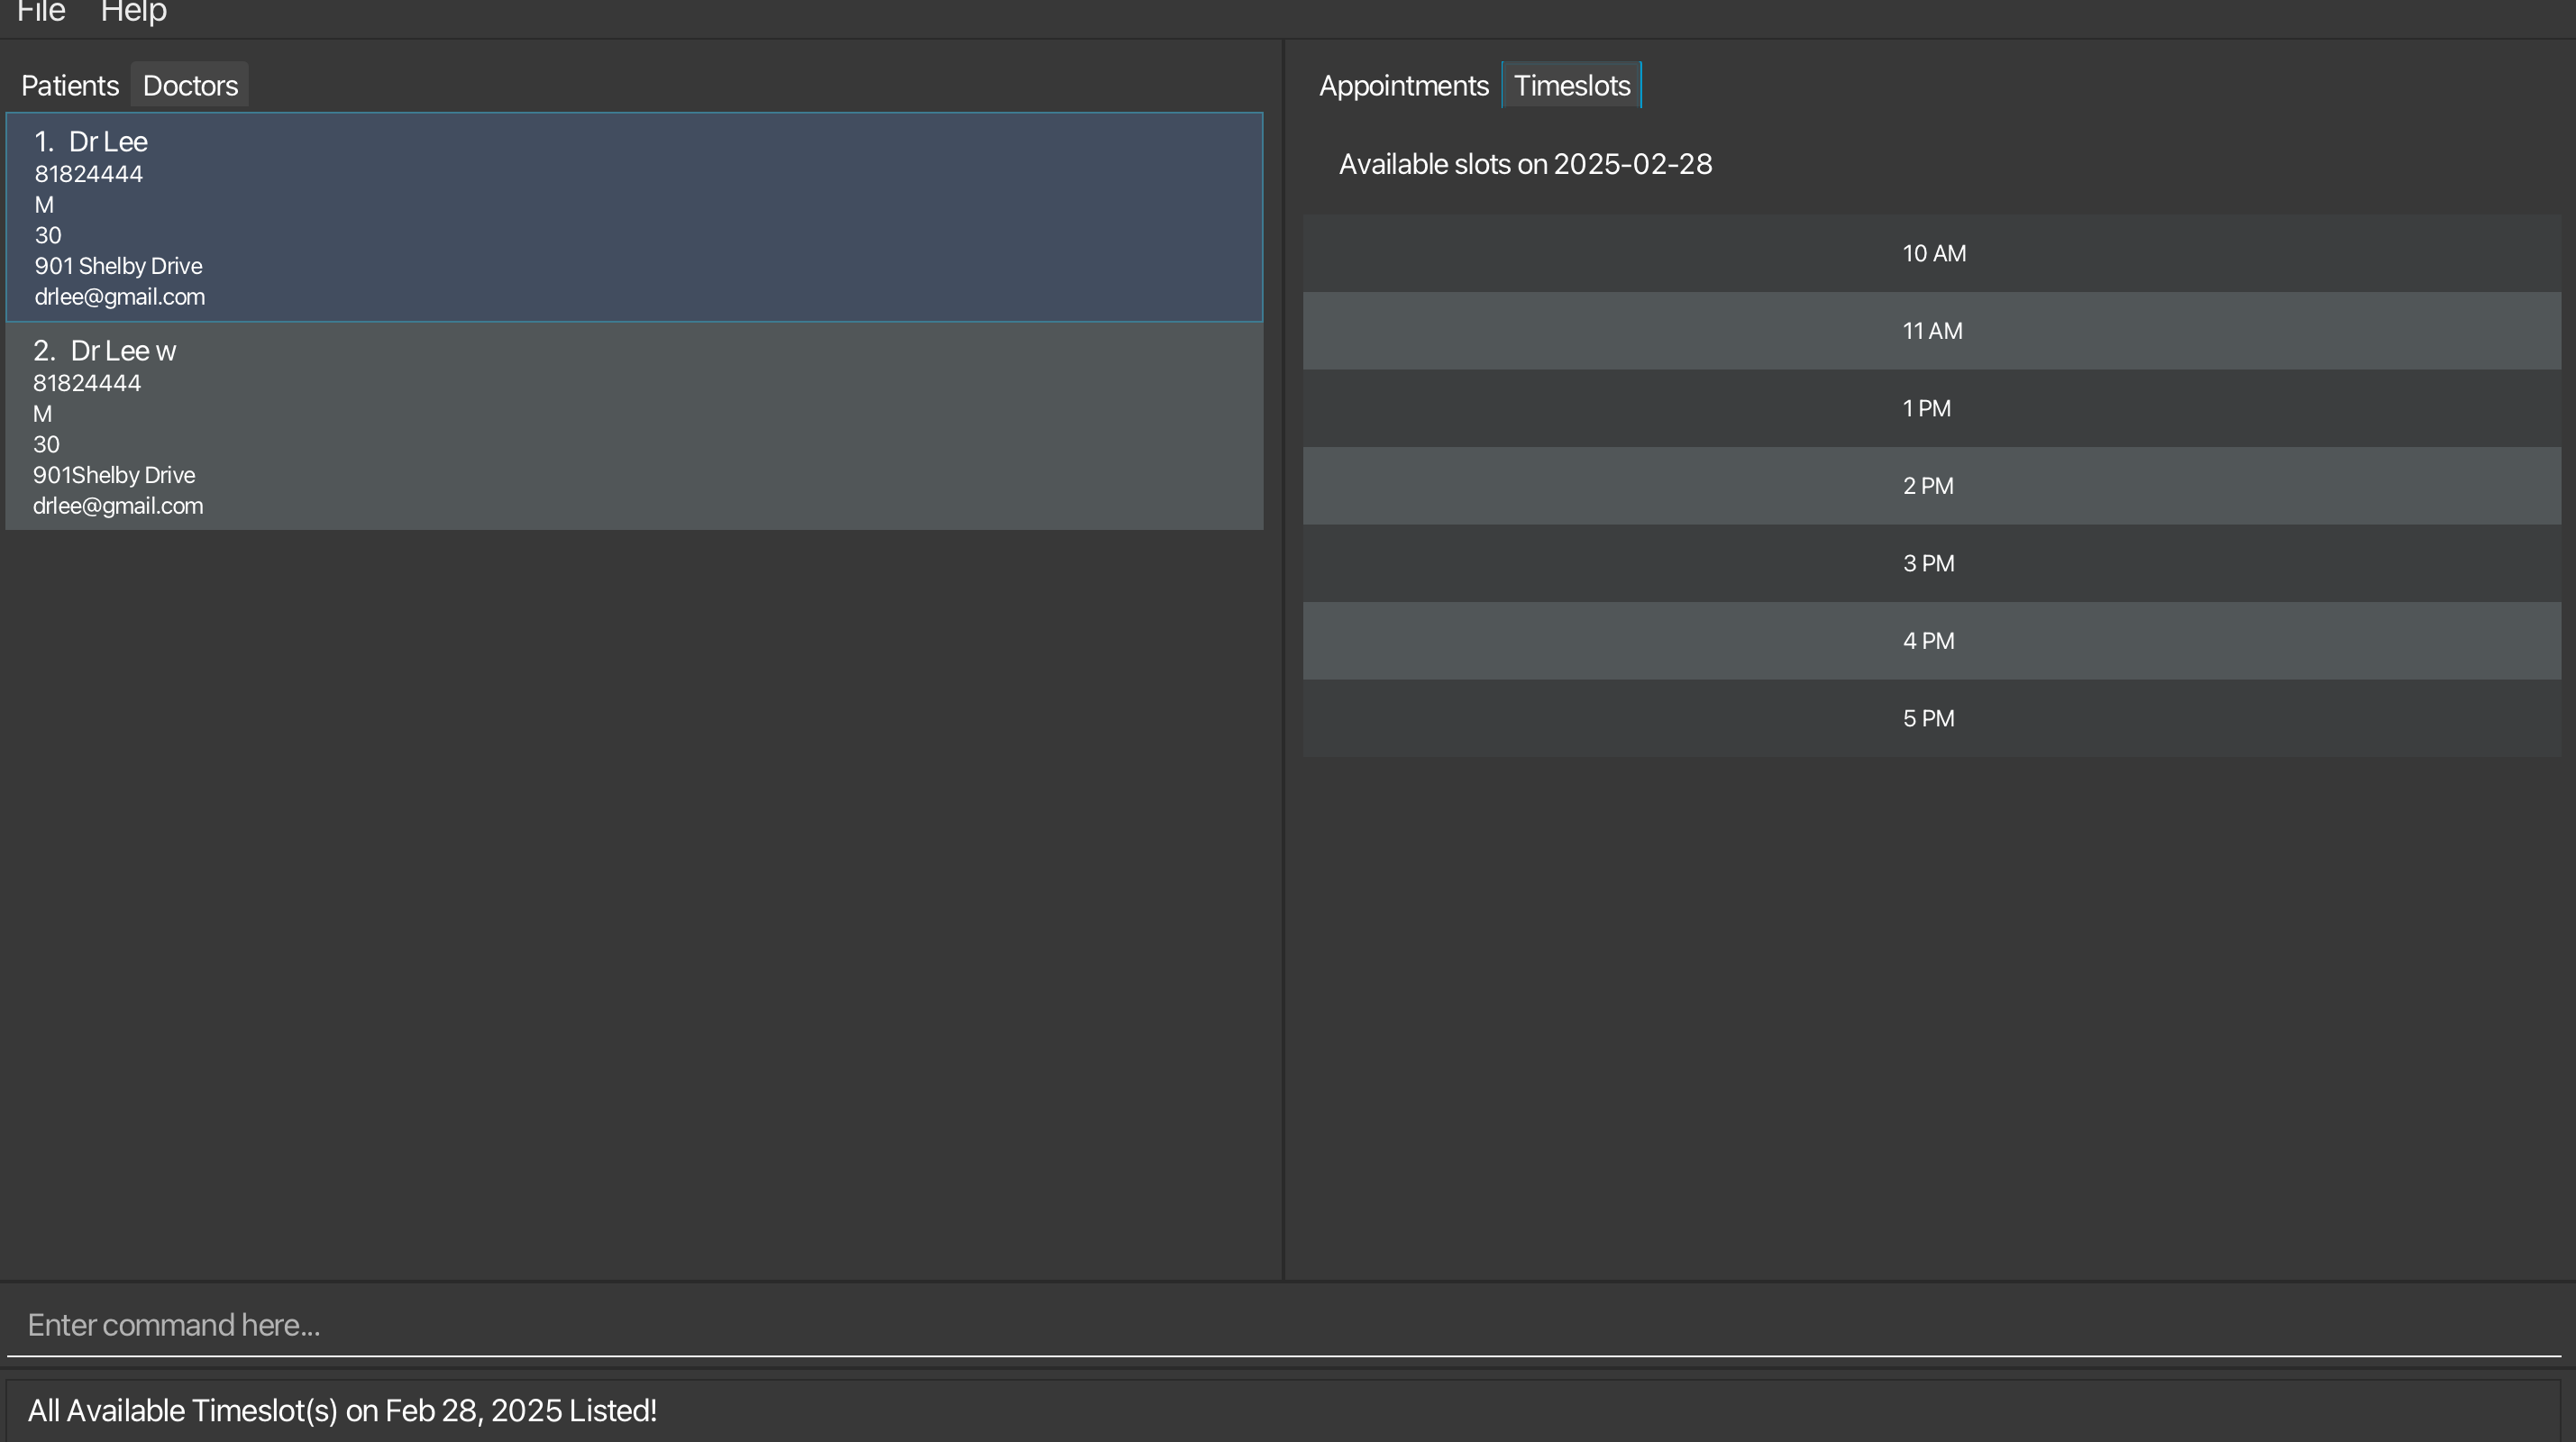 File Help
Patients Doctors
1. Dr Lee
81824444
M
30
901 Shelby Drive
drlee@gmail.com
2. Dr Lee w
81824444
M
30
901Shelby Drive
drlee@gmail.com
Appointments Timeslots
Available slots on 2025-02-28
10 AM
11 AM
1 PM
2 PM
3 PM
4 PM
5 PM
Enter command here...
All Available Timeslot(s) on Feb 28, 2025 Listed!